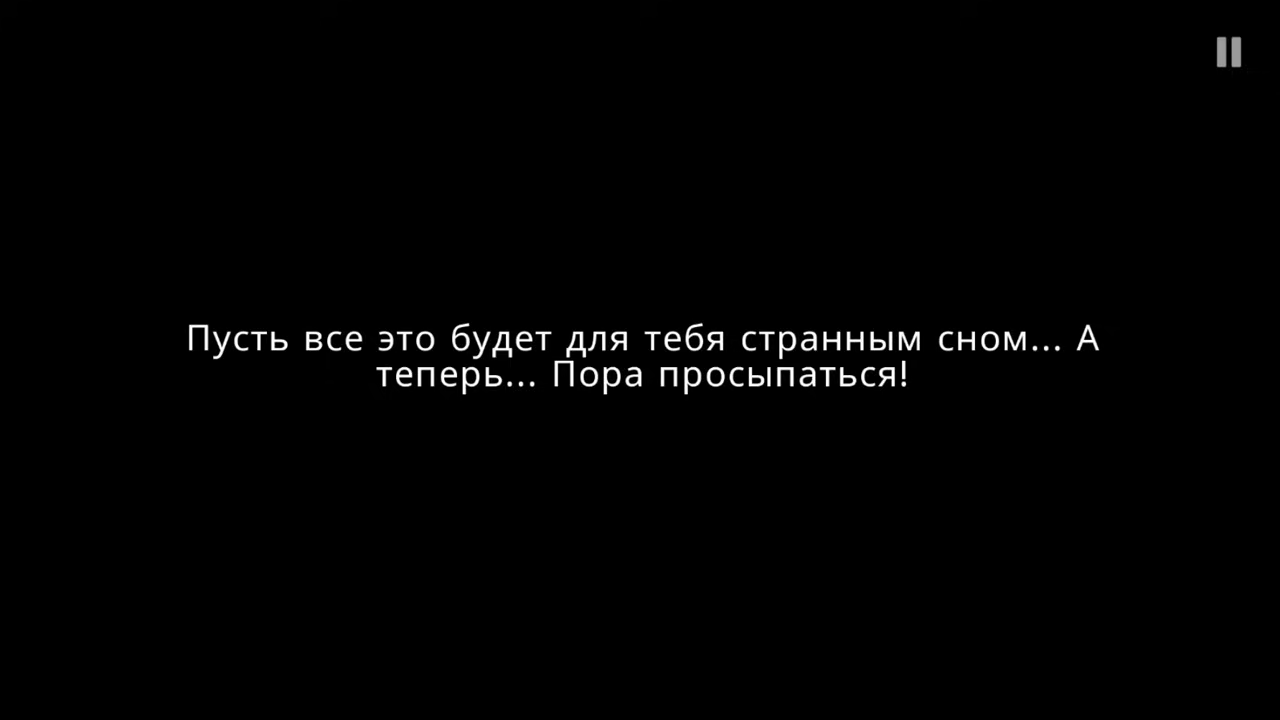 Пусть все это будет для тебя странным сном... А
теперь... Пора просыпаться!